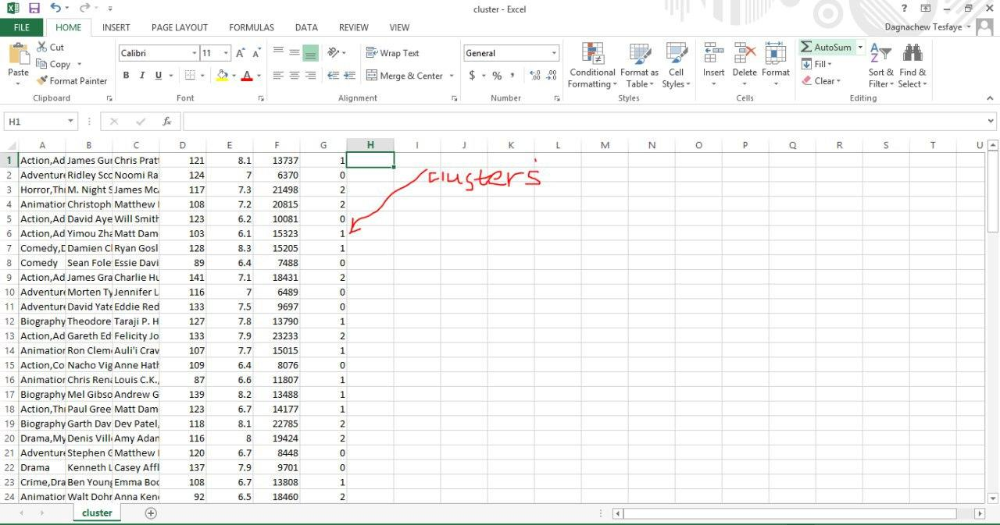 cluster - Excel
FILE HOME INSERT PAGE LAYOUT FORMULAS DATA REVIEW VIEW Dagnachew Tesfaye
Paste Cut Copy Format Painter Clipboard
Calibri 11 A A B I U A Font
Wrap Text Merge & Center Alignment
General $ % , Number
Conditional Formatting Format as Table Cell Styles Styles
Insert Delete Format Cells
AutoSum Fill Clear Sort & Filter Find & Select Editing
H1 fx
A B C D E F G H I J K L M N O P Q R S T U
1 Action,Ad James Gun Chris Pratt 121 8.1 13737 1
2 Adventure Ridley Sco Noomi Ra 124 7 6370 0
3 Horror,Thr M. Night S James Mc 117 7.3 21498 2
clusters
4 Animation Christoph Matthew 108 7.2 20815 2
5 Action,Ad David Aye Will Smith 123 6.2 10081 0
6 Action,Ad Yimou Zha Matt Dam 103 6.1 15323 1
7 Comedy,D Damien C Ryan Gosl 128 8.3 15205 1
8 Comedy Sean Fole Essie Davi 89 6.4 7488 0
9 Action,Ad James Gra Charlie Hu 141 7.1 18431 2
10 Adventure Morten Ty Jennifer L 116 7 6489 0
11 Adventure David Yate Eddie Red 133 7.5 9697 0
12 Biography Theodore Taraji P. H 127 7.8 13790 1
13 Action,Ad Gareth Ed Felicity Jo 133 7.9 23233 2
14 Animation Ron Clem Auli'i Crav 107 7.7 15015 1
15 Action,Co Nacho Vig Anne Hath 109 6.4 8076 0
16 Animation Chris Rena Louis C.K., 87 6.6 11807 1
17 Biography Mel Gibso Andrew G 139 8.2 13488 1
18 Action,Thr Paul Gree Matt Dam 123 6.7 14177 1
19 Biography Garth Dav Dev Patel, 118 8.1 22785 2
20 Drama,My Denis Ville Amy Adam 116 8 19424 2
21 Adventure Stephen G Matthew 120 6.7 8448 0
22 Drama Kenneth L Casey Affl 137 7.9 9701 0
23 Crime,Dra Ben Young Emma Boo 108 6.7 13808 1
24 Animation Walt Dohr Anna Ken 92 6.5 18460 2
cluster